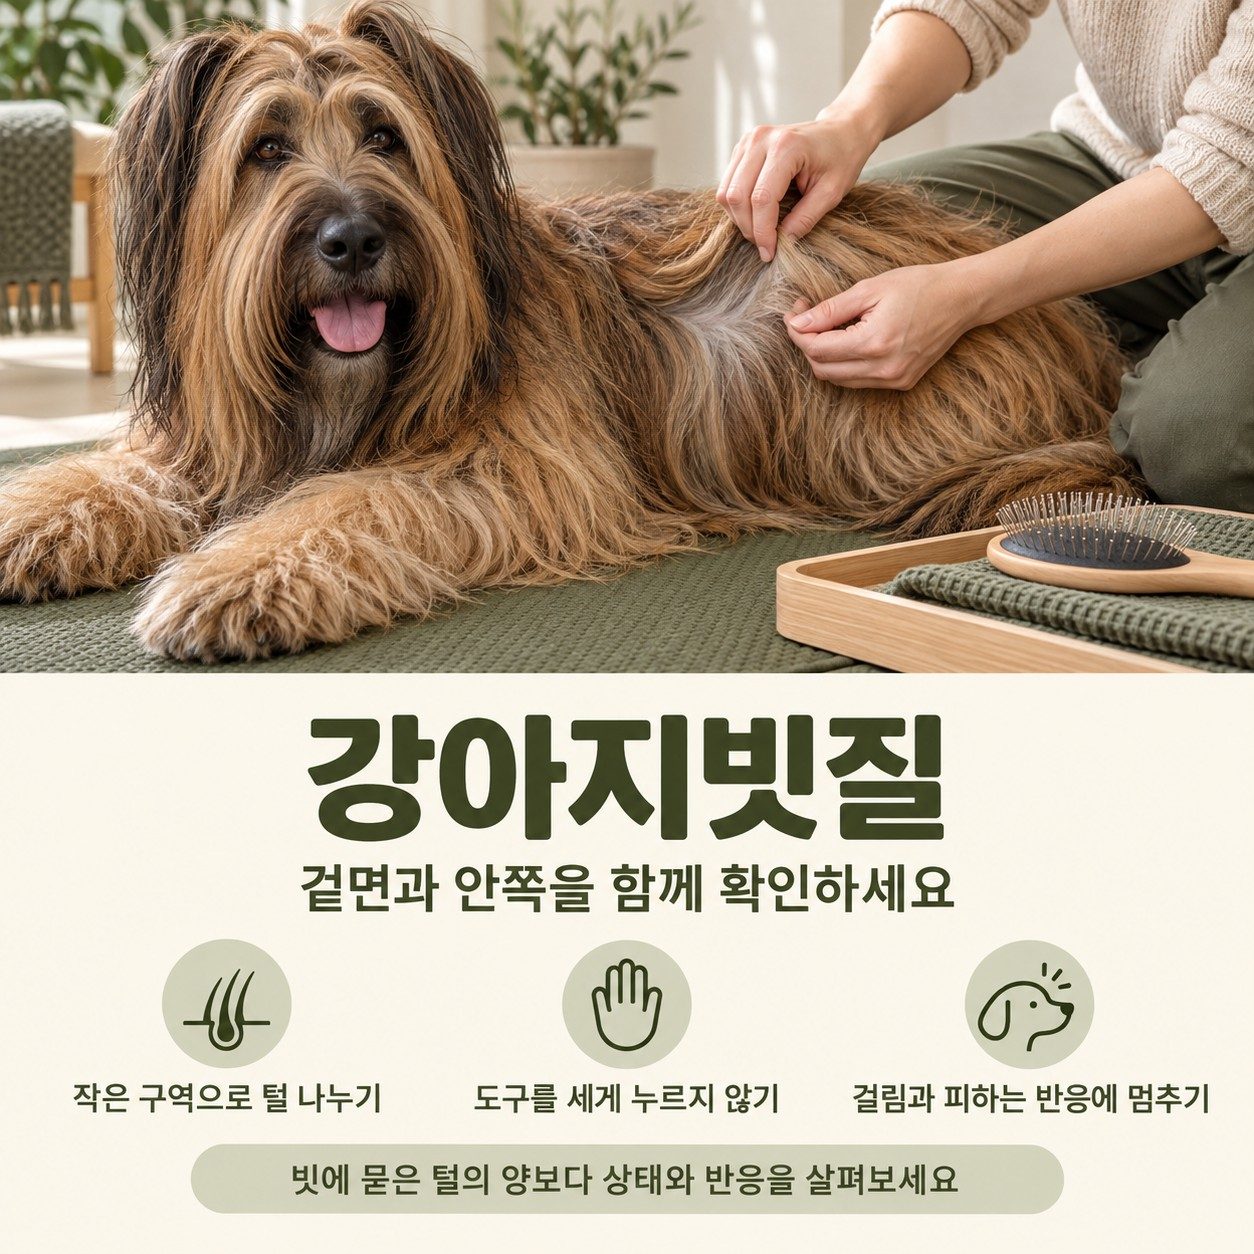 강아지빗질
겉면과 안쪽을 함께 확인하세요
작은 구역으로 털 나누기
도구를 세게 누르지 않기
걸림과 피하는 반응에 멈추기
빗에 묻은 털의 양보다 상태와 반응을 살펴보세요